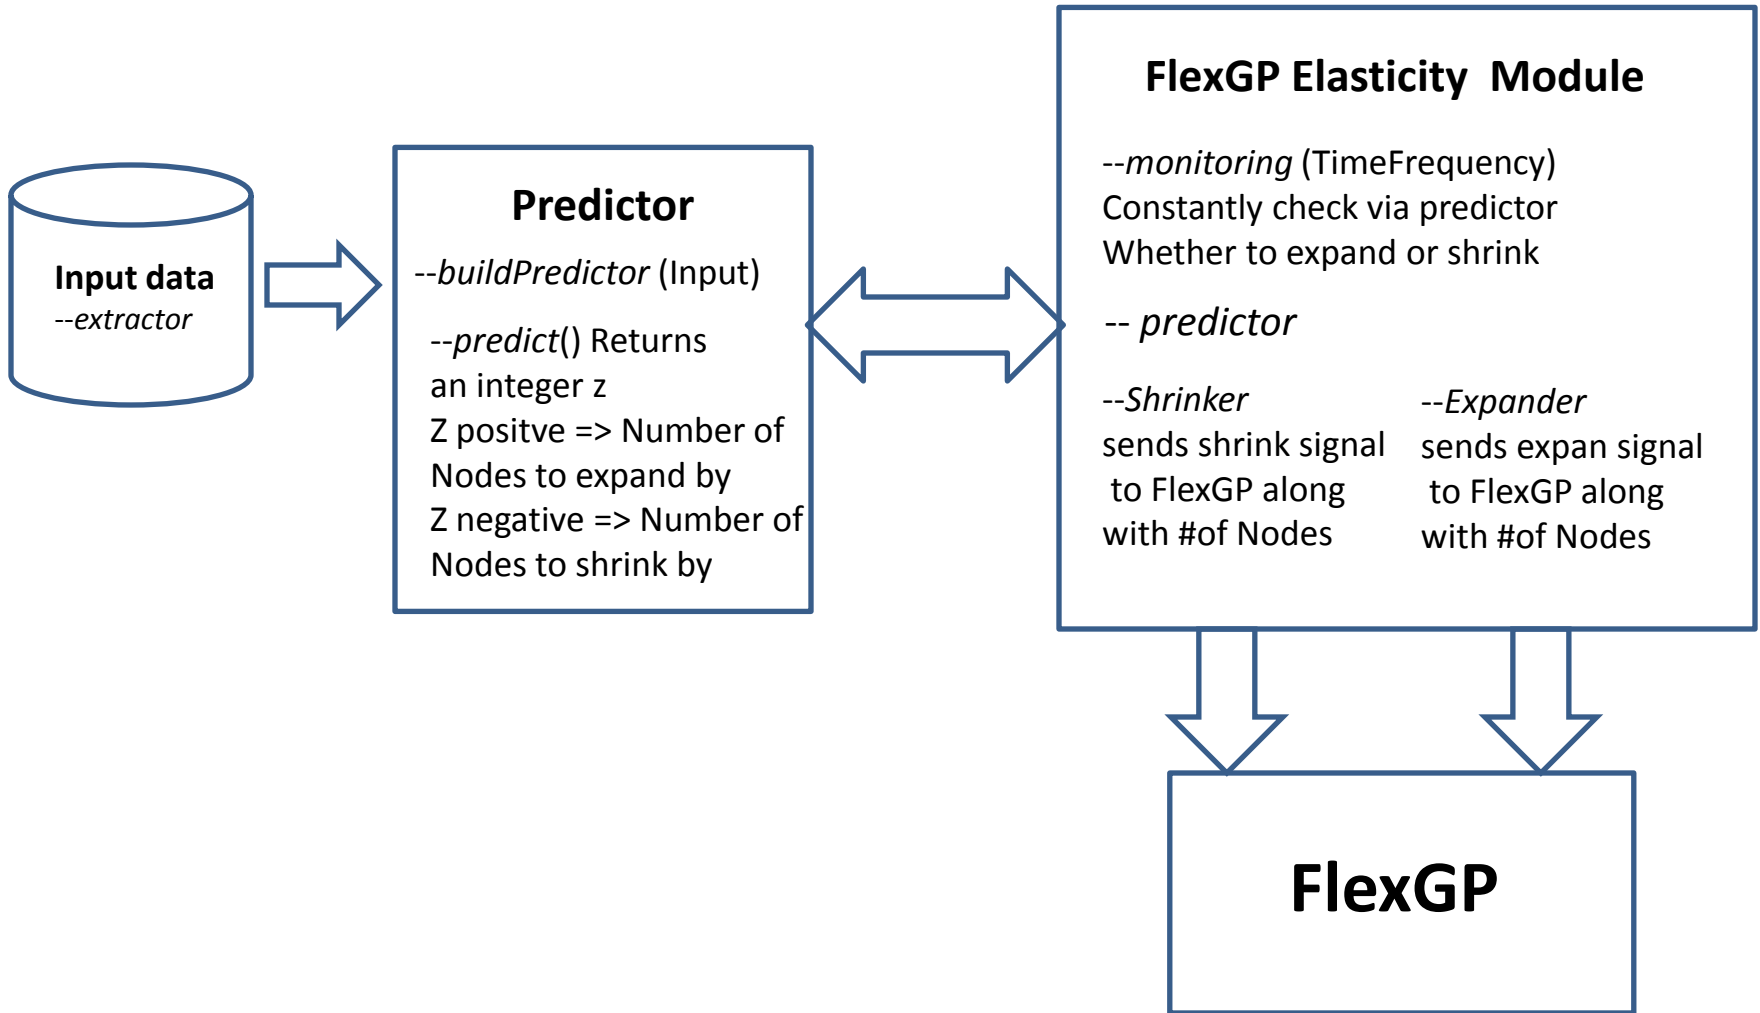 Input data
--extractor
Predictor
--buildPredictor (Input)
--predict() Returns
an integer z
Z positve => Number of
Nodes to expand by
Z negative => Number of
Nodes to shrink by
FlexGP Elasticity  Module
--monitoring (TimeFrequency)
Constantly check via predictor
Whether to expand or shrink
-- predictor
--Shrinker
sends shrink signal
to FlexGP along
with #of Nodes
--Expander
sends expan signal
to FlexGP along
with #of Nodes
FlexGP